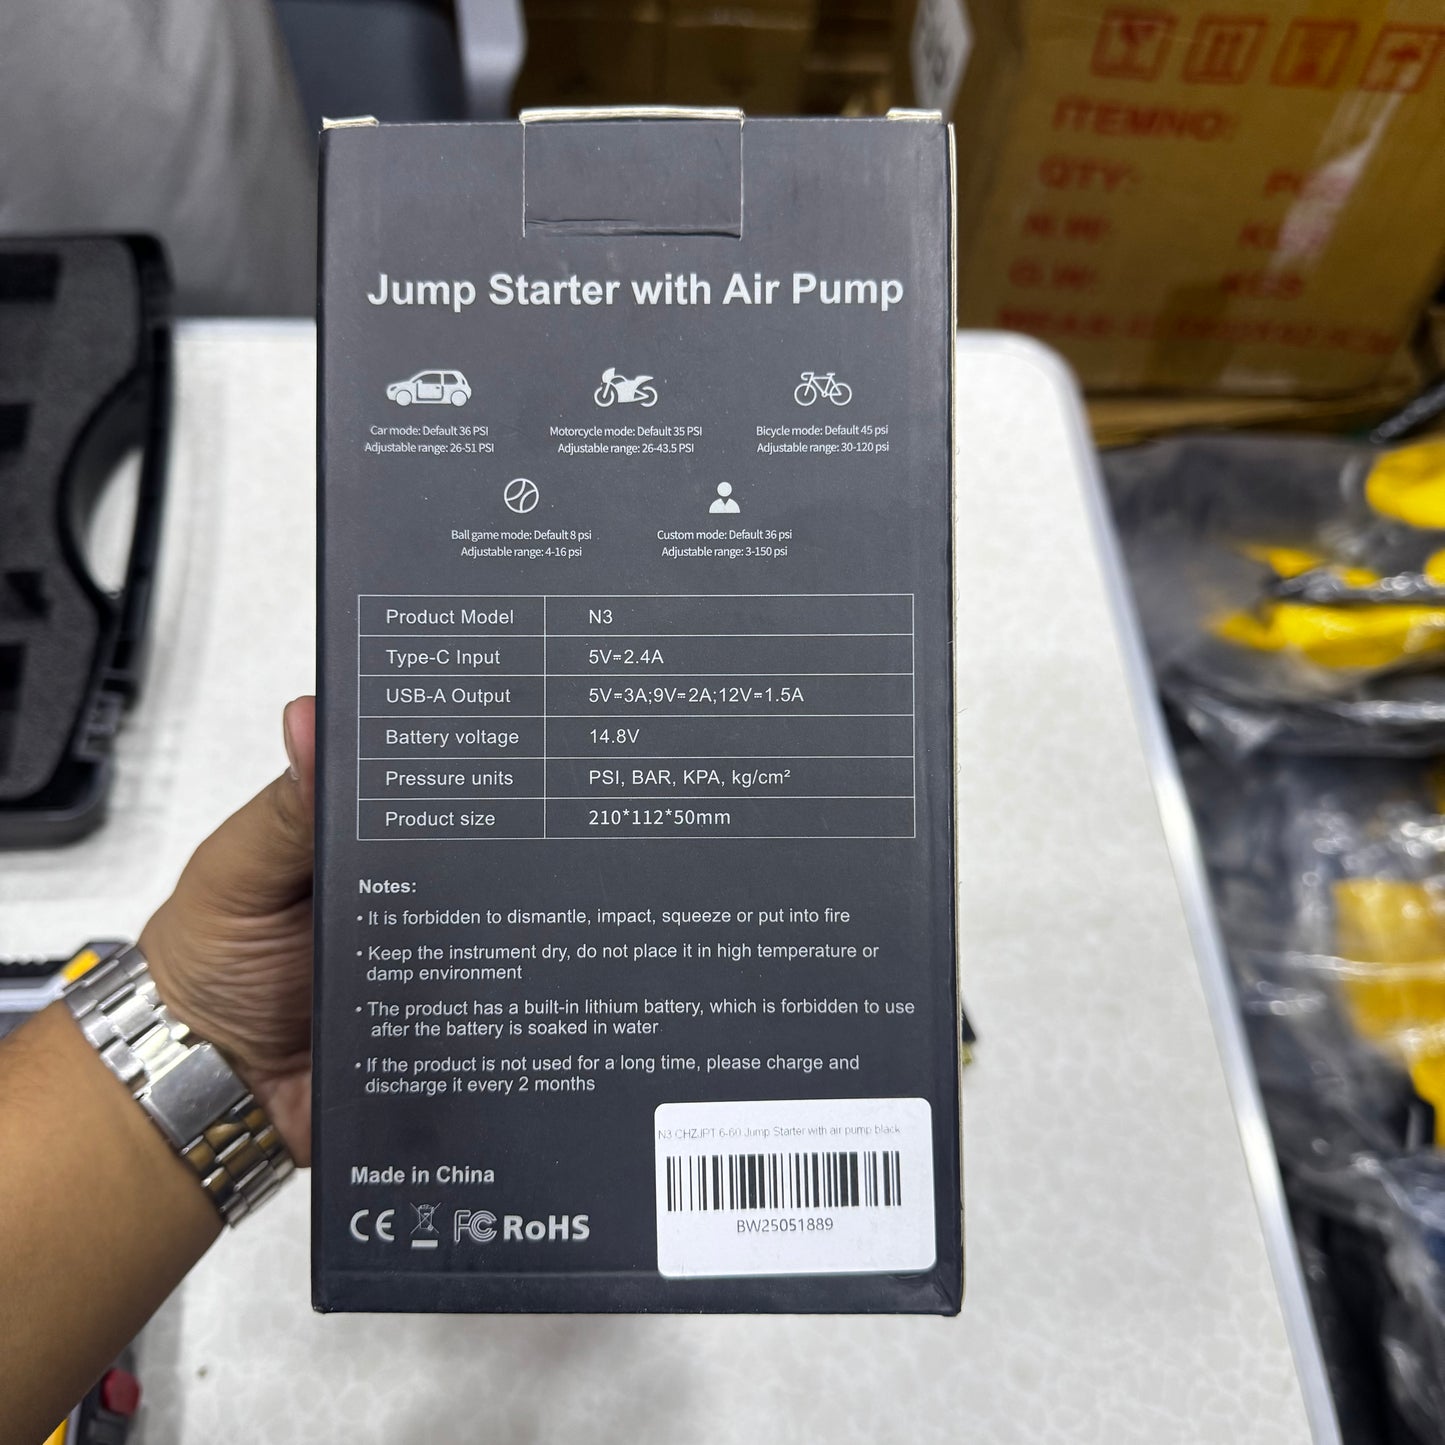 ITEMNO:
QTY:
N.W:
G.W:
KGS
Jump Starter with Air Pump
Car mode: Default 36 PSI
Adjustable range: 26-51 PSI
Motorcycle mode: Default 35 PSI
Adjustable range: 26-43.5 PSI
Bicycle mode: Default 45 psi
Adjustable range: 30-120 psi
Ball game mode: Default 8 psi
Adjustable range: 4-16 psi
Custom mode: Default 36 psi
Adjustable range: 3-150 psi
Product Model N3
Type-C Input 5V=2.4A
USB-A Output 5V=3A;9V=2A;12V=1.5A
Battery voltage 14.8V
Pressure units PSI, BAR, KPA, kg/cm²
Product size 210*112*50mm
Notes:
• It is forbidden to dismantle, impact, squeeze or put into fire
• Keep the instrument dry, do not place it in high temperature or
damp environment
• The product has a built-in lithium battery, which is forbidden to use
after the battery is soaked in water
• If the product is not used for a long time, please charge and
discharge it every 2 months
Made in China
CE FC RoHS
N3 CHZJPT 6-60 Jump Starter with air pump black
BW25051889